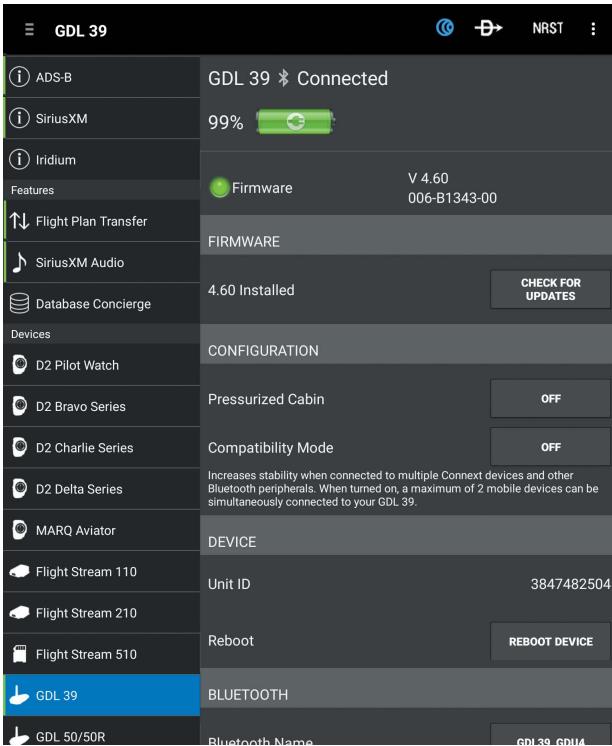 GDL 39
NRST
ADS-B
SiriusXM
Iridium
Features
Flight Plan Transfer
SiriusXM Audio
Database Concierge
Devices
D2 Pilot Watch
D2 Bravo Series
D2 Charlie Series
D2 Delta Series
MARQ Aviator
Flight Stream 110
Flight Stream 210
Flight Stream 510
GDL 39
GDL 50/50R
GDL 39 Connected
99%
Firmware
V 4.60
006-B1343-00
FIRMWARE
4.60 Installed
CHECK FOR
UPDATES
CONFIGURATION
Pressurized Cabin
OFF
Compatibility Mode
OFF
Increases stability when connected to multiple Connext devices and other
Bluetooth peripherals. When turned on, a maximum of 2 mobile devices can be
simultaneously connected to your GDL 39.
DEVICE
Unit ID
3847482504
Reboot
REBOOT DEVICE
BLUETOOTH
Bluetooth Name
GDL39_GDU4